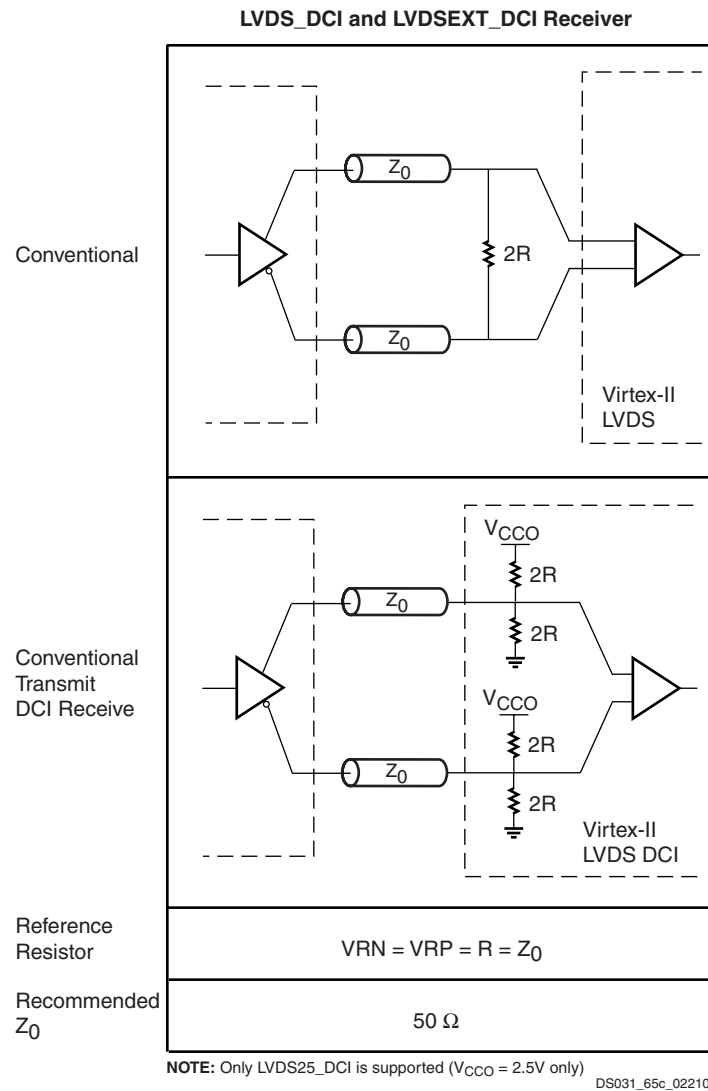 LVDS_DCI and LVDSEXT_DCI Receiver
Conventional
Z0
2R
Z0
Virtex-II
LVDS
Conventional
Transmit
DCI Receive
VCCO
2R
Z0
2R
VCCO
2R
Z0
2R
Virtex-II
LVDS DCI
Reference
Resistor
VRN = VRP = R = Z0
Recommended
Z0
50 Ω
NOTE: Only LVDS25_DCI is supported (VCCO = 2.5V only)
DS031_65c_02210